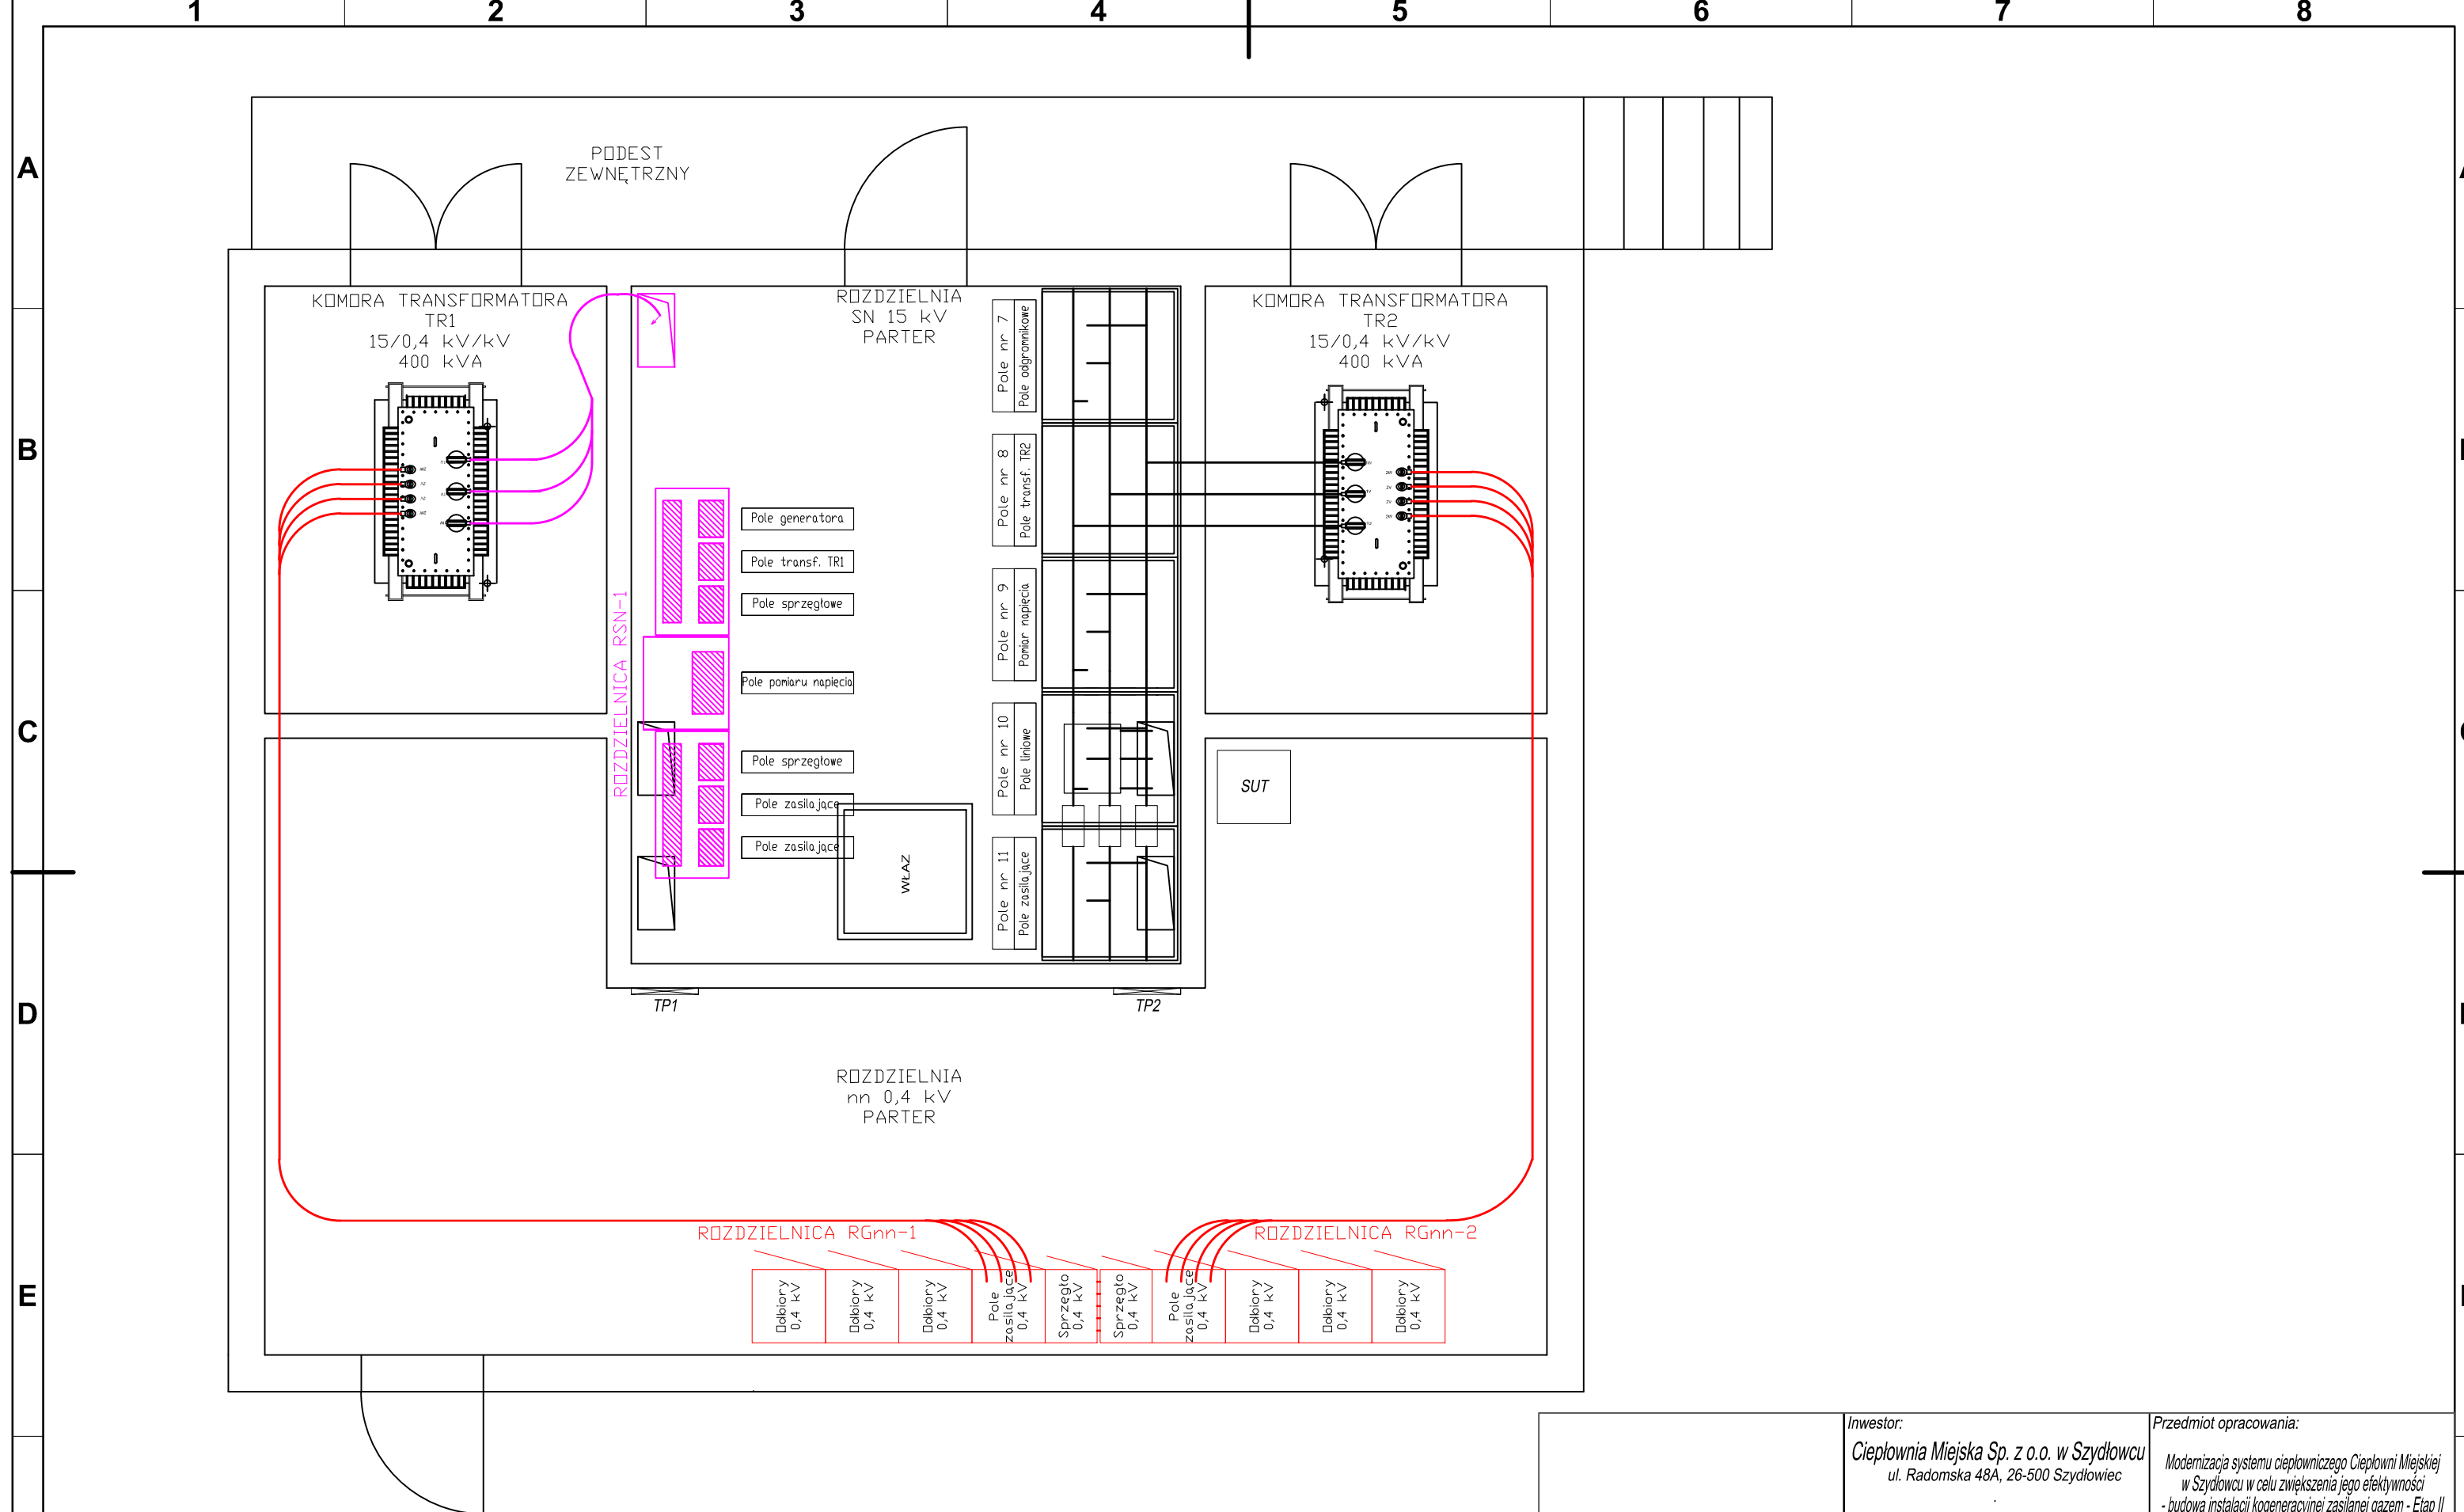 1 2 3 4 5 6 7 8
A
PODEST
ZEWNĘTRZNY
KOMORA TRANSFORMATORA
TR1
15/0,4 kV/kV
400 kVA
ROZDZIELNIA
SN 15 kV
PARTER
KOMORA TRANSFORMATORA
TR2
15/0,4 kV/kV
400 kVA
Pole nr 7
Pole odgromnikowe
B
Pole nr 8
Pole transf. TR2
Pole generatora
Pole transf. TR1
Pole sprzęgłowe
ROZDZIELNICA RSN-1
Pole nr 9
Pomiar napięcia
Pole pomiaru napięcia
C
Pole nr 10
Pole liniowe
Pole sprzęgłowe
Pole zasilające
Pole zasilające
SUT
WŁAZ
Pole nr 11
Pole zasilające
D
TP1
TP2
ROZDZIELNIA
nn 0,4 kV
PARTER
ROZDZIELNICA RGnn-1
ROZDZIELNICA RGnn-2
E
Odbiory
0,4 kV
Odbiory
0,4 kV
Odbiory
0,4 kV
Pole
zasilające
0,4 kV
Sprzęgło
0,4 kV
Sprzęgło
0,4 kV
Pole
zasilające
0,4 kV
Odbiory
0,4 kV
Odbiory
0,4 kV
Odbiory
0,4 kV
Inwestor:
Ciepłownia Miejska Sp. z o.o. w Szydłowcu
ul. Radomska 48A, 26-500 Szydłowiec
Przedmiot opracowania:
Modernizacja systemu ciepłowniczego Ciepłowni Miejskiej
w Szydłowcu w celu zwiększenia jego efektywności
- budowa instalacji kogeneracyjnej zasilanej gazem - Etap II